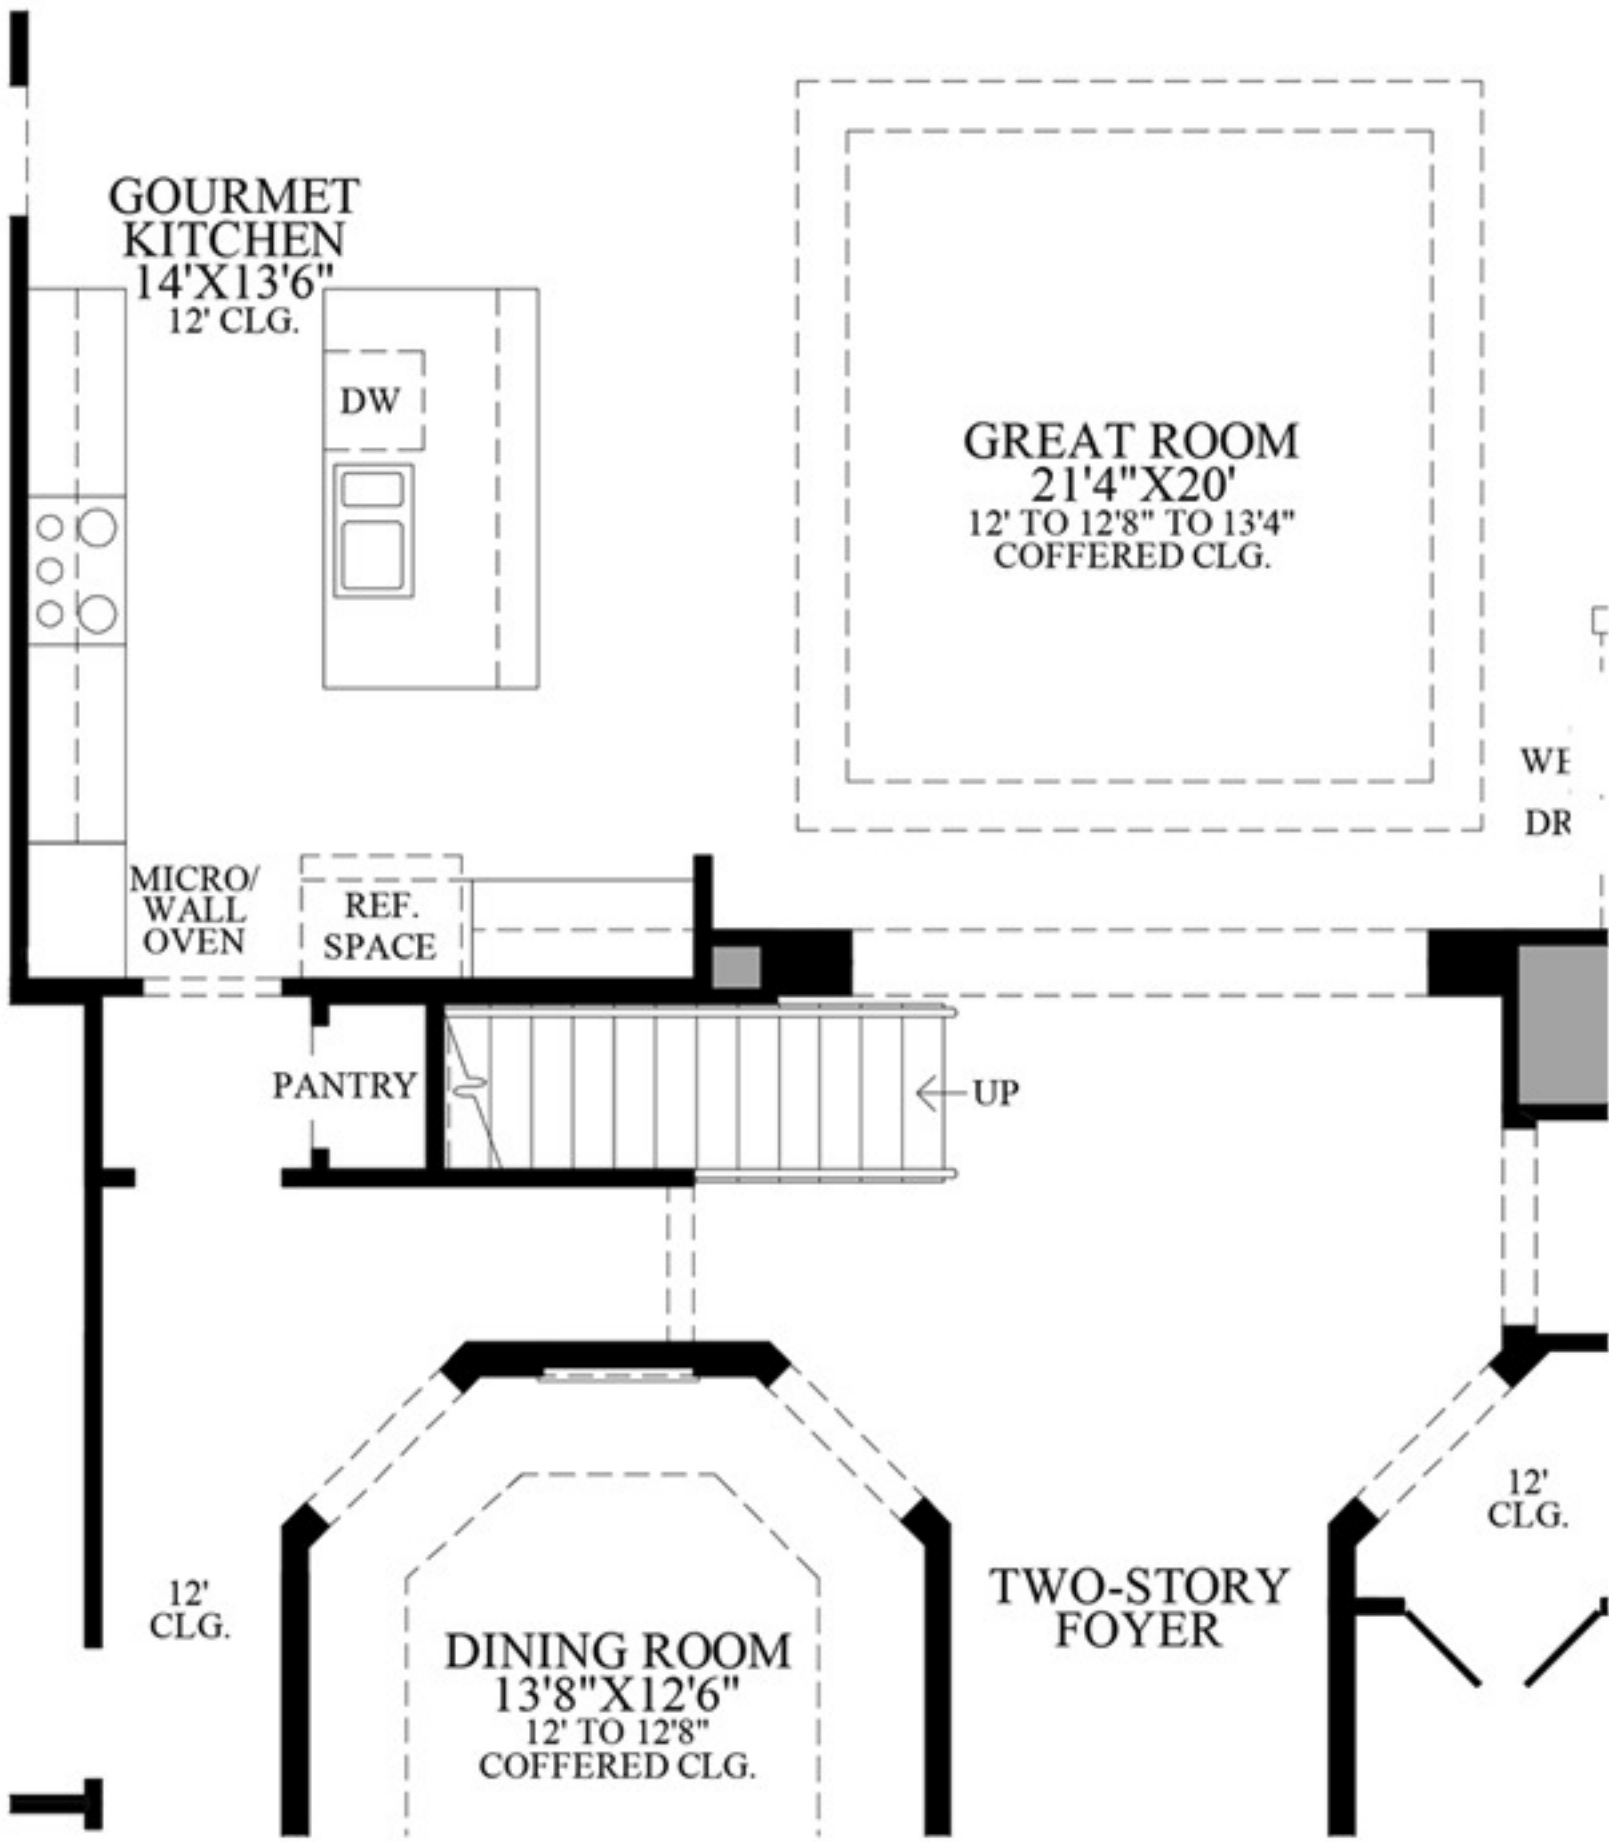 GOURMET
KITCHEN
14'X13'6"
12' CLG.
DW
GREAT ROOM
21'4"X20'
12' TO 12'8" TO 13'4"
COFFERED CLG.
MICRO/
WALL
OVEN
REF.
SPACE
PANTRY
UP
12'
CLG.
TWO-STORY
FOYER
12'
CLG.
DINING ROOM
13'8"X12'6"
12' TO 12'8"
COFFERED CLG.